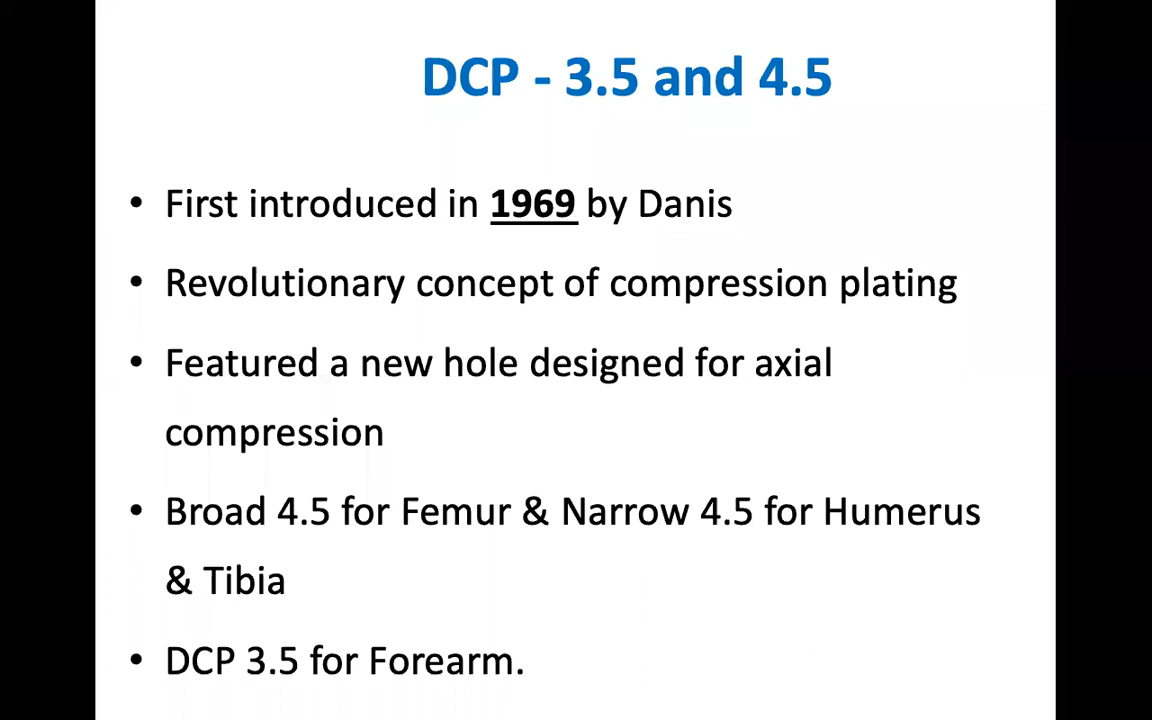 DCP - 3.5 and 4.5
• First introduced in 1969 by Danis
• Revolutionary concept of compression plating
• Featured a new hole designed for axial
compression
• Broad 4.5 for Femur & Narrow 4.5 for Humerus
& Tibia
• DCP 3.5 for Forearm.